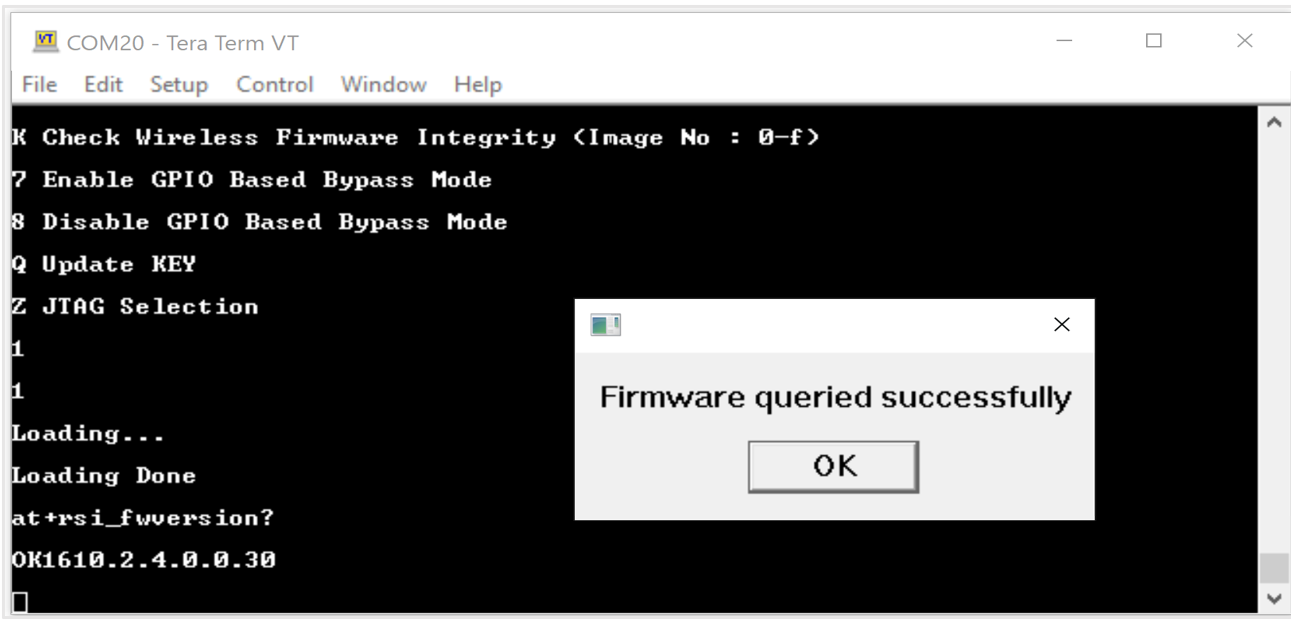 COM20 - Tera Term VT
File Edit Setup Control Window Help
K Check Wireless Firmware Integrity (Image No : 0-f)
7 Enable GPIO Based Bypass Mode
8 Disable GPIO Based Bypass Mode
Q Update KEY
Z JTAG Selection
1
1
Loading...
Loading Done
at+rsi_fwversion?
OK1610.2.4.0.0.30
Firmware queried successfully
OK